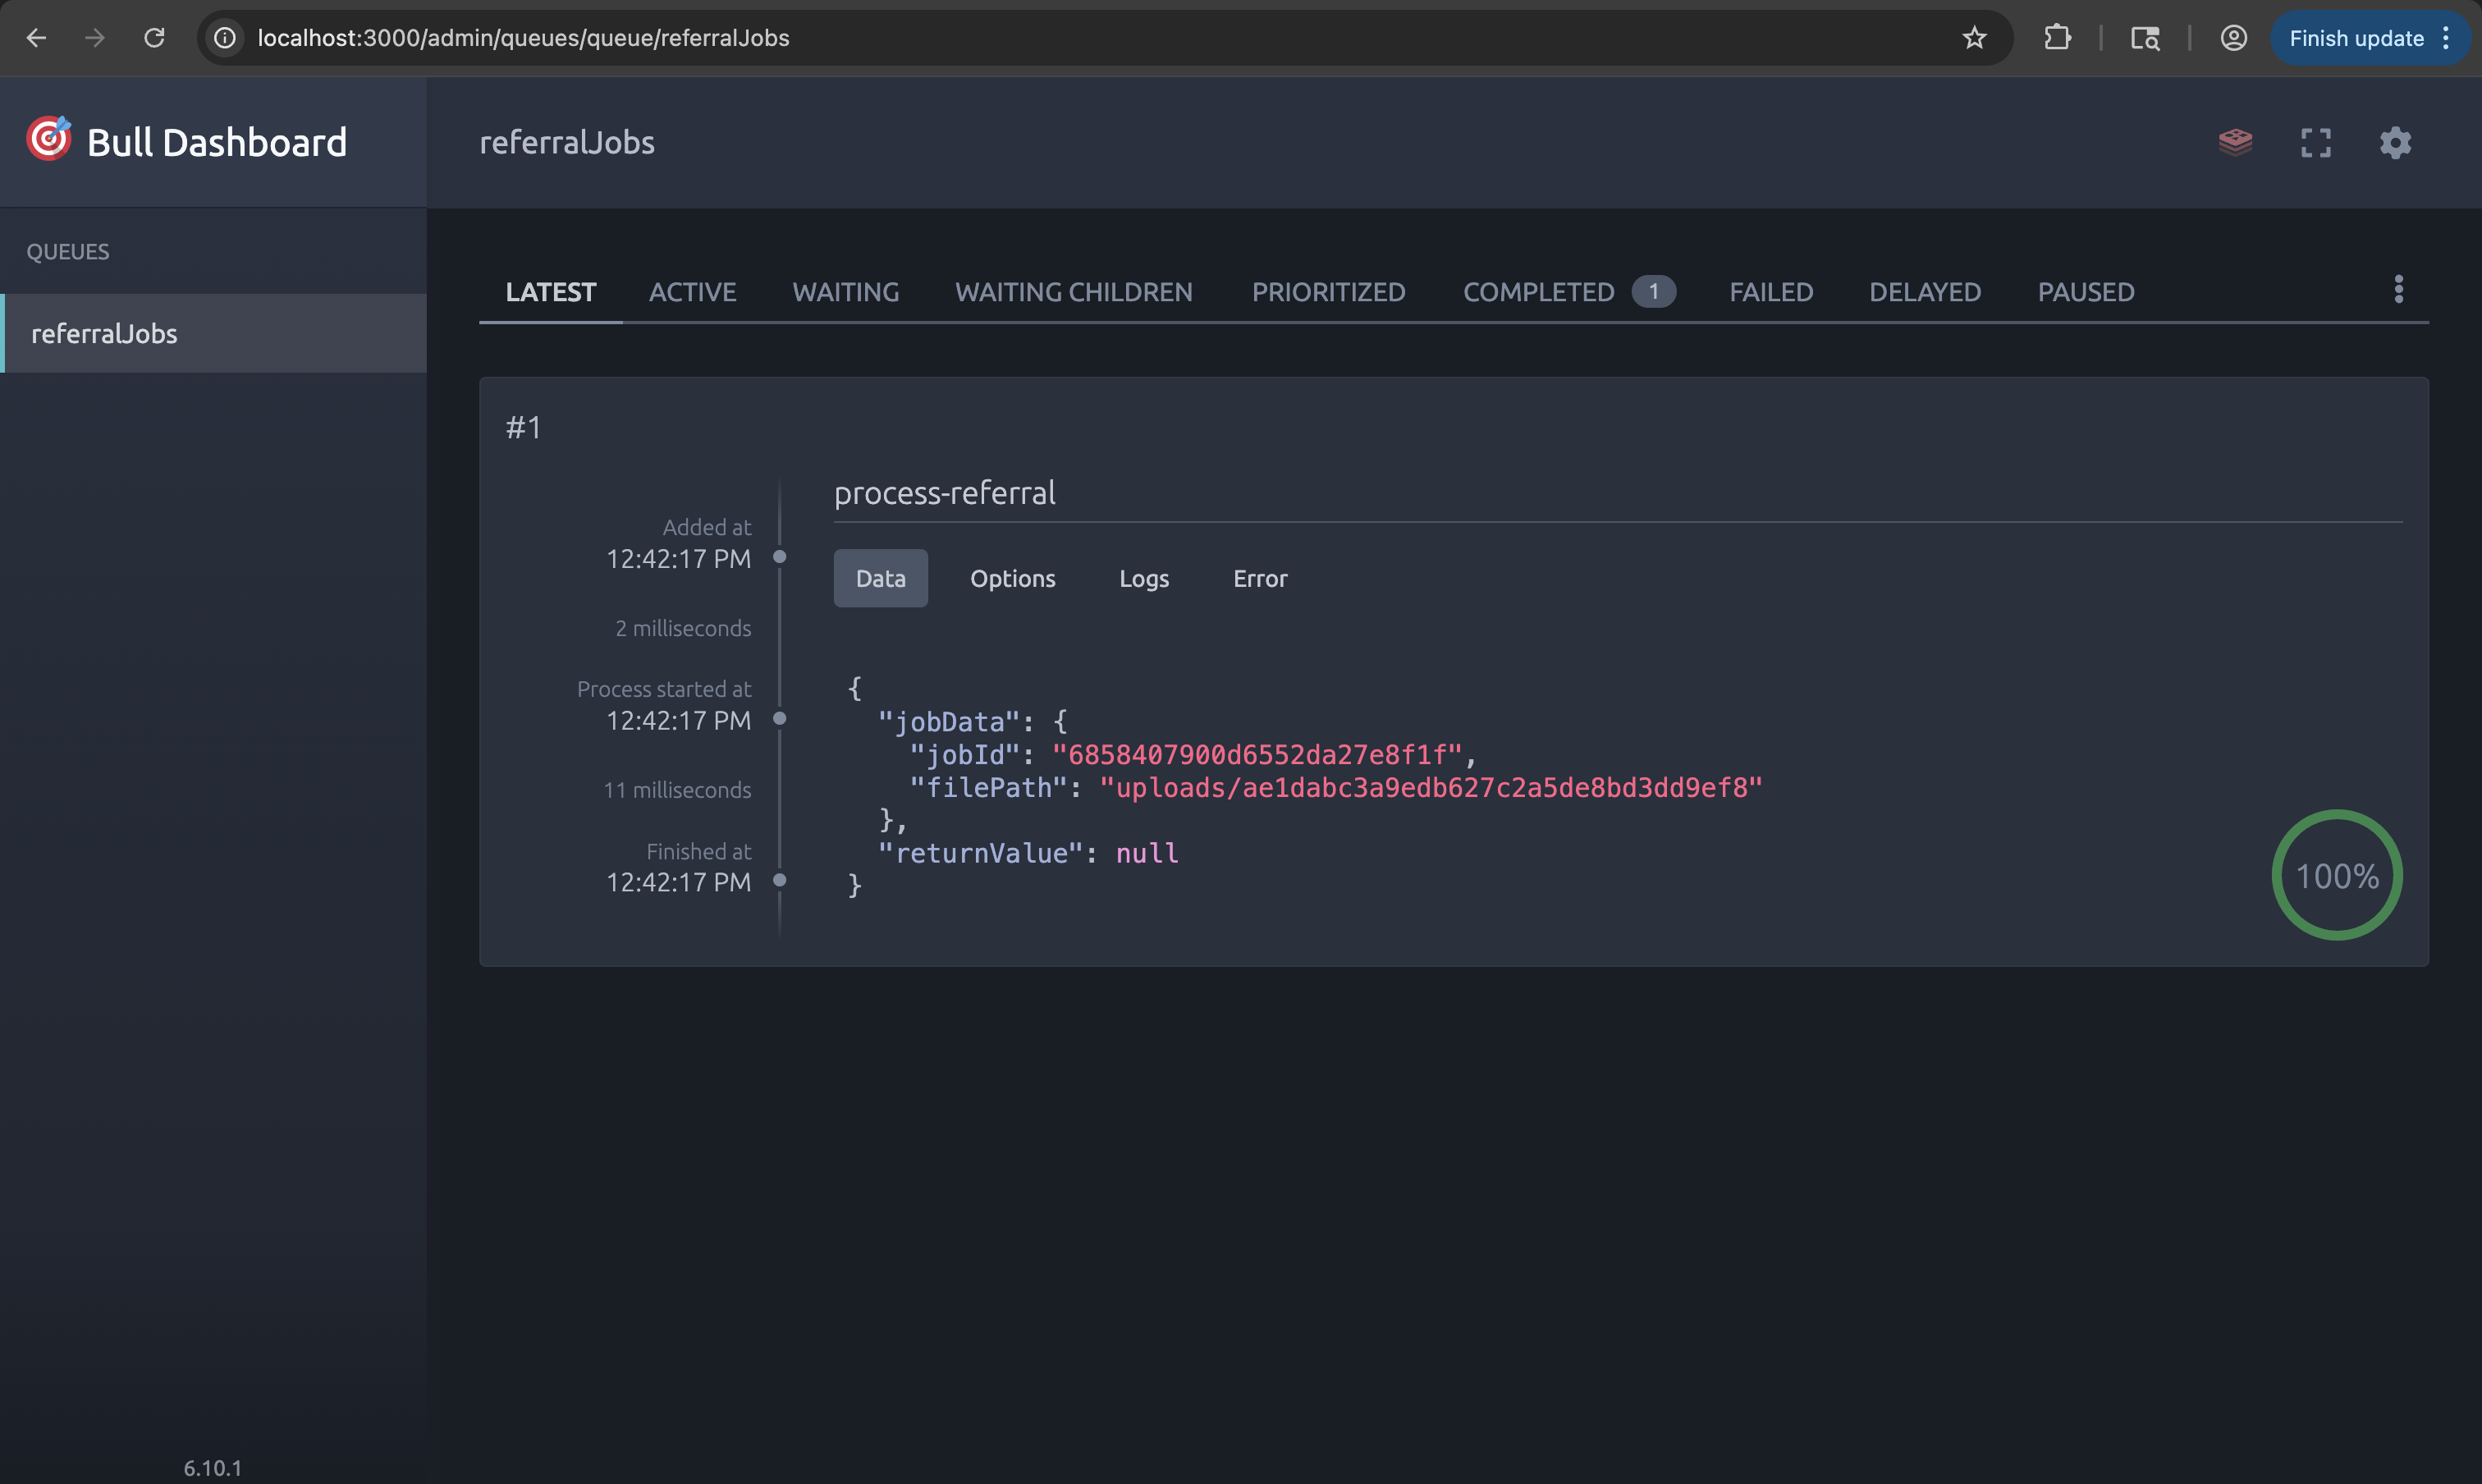 localhost:3000/admin/queues/queue/referralJobs
Finish update
Bull Dashboard
referralJobs
QUEUES
referralJobs
LATEST ACTIVE WAITING WAITING CHILDREN PRIORITIZED COMPLETED 1 FAILED DELAYED PAUSED
#1
Added at
12:42:17 PM
2 milliseconds
Process started at
12:42:17 PM
11 milliseconds
Finished at
12:42:17 PM
process-referral
Data Options Logs Error
{
"jobData": {
"jobId": "6858407900d6552da27e8f1f",
"filePath": "uploads/ae1dabc3a9edb627c2a5de8bd3dd9ef8"
},
"returnValue": null
}
100%
6.10.1